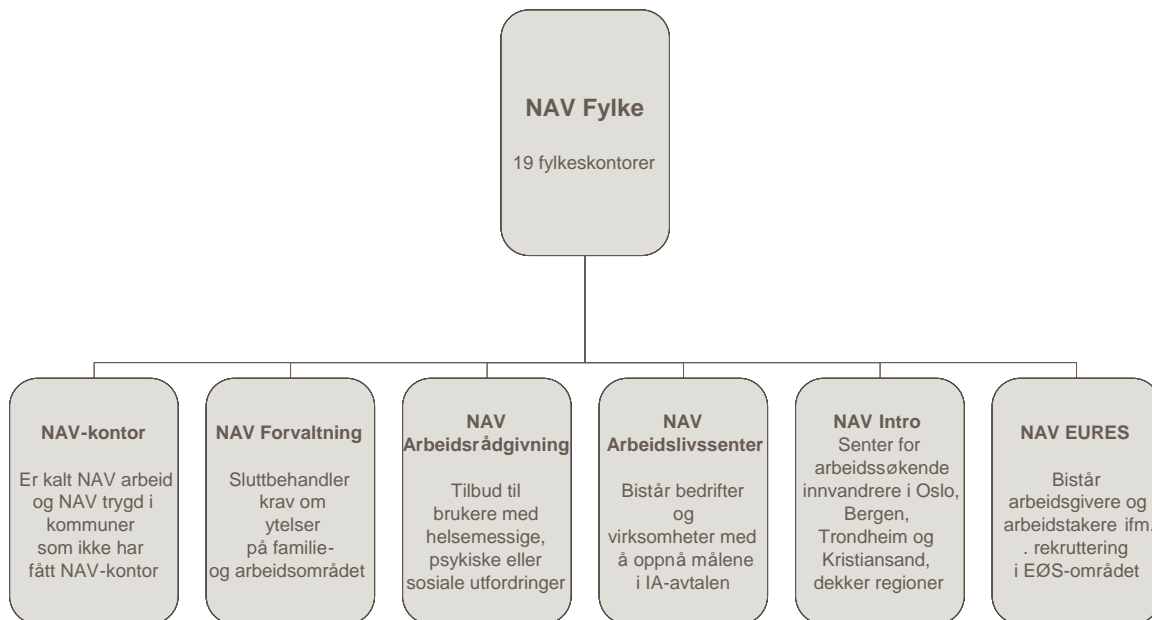 NAV Fylke
19 fylkeskontorer
NAV-kontor
Er kalt NAV arbeid
og NAV trygd i
kommuner
som ikke har
fått NAV-kontor
NAV Forvaltning
Sluttbehandler
krav om
ytelser
på familie-
og arbeidsområdet
NAV
Arbeidsrådgivning
Tilbud til
brukere med
helsemessige,
psykiske eller
sosiale utfordringer
NAV
Arbeidslivssenter
Bistår bedrifter
og
virksomheter med
å oppnå målene
i IA-avtalen
NAV Intro
Senter for
arbeidssøkende
innvandrere i Oslo,
Bergen,
Trondheim og
Kristiansand,
dekker regioner
NAV EURES
Bistår
arbeidsgivere og
arbeidstakere ifm.
. rekruttering
i EØS-området